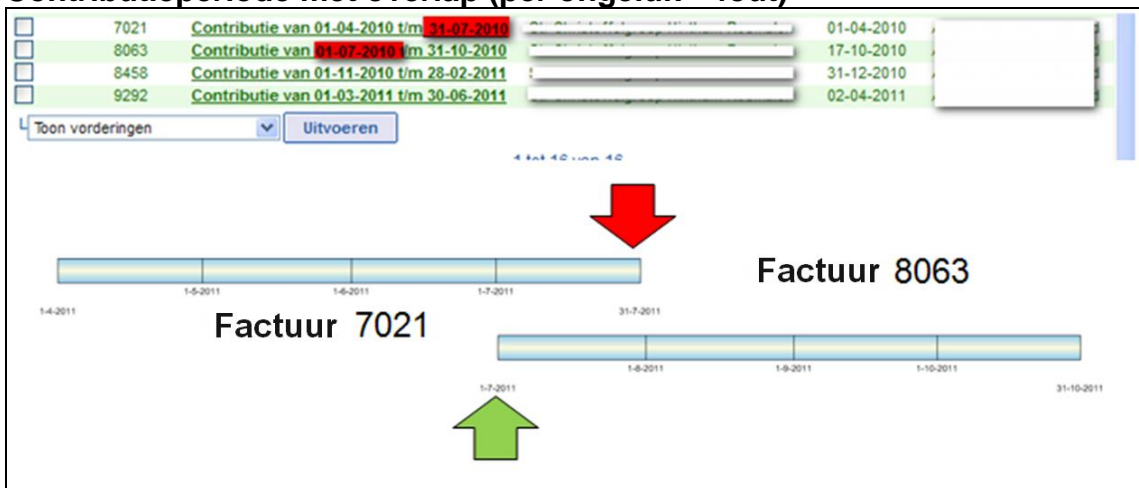 7021 Contributie van 01-04-2010 t/m 31-07-2010 01-04-2010
8063 Contributie van 01-07-2010 t/m 31-10-2010 17-10-2010
8458 Contributie van 01-11-2010 t/m 28-02-2011 31-12-2010
9292 Contributie van 01-03-2011 t/m 30-06-2011 02-04-2011
Toon vorderingen Uitvoeren
1 tot 16 van 16
Factuur 8063
1-5-2011 1-6-2011 1-7-2011
1-4-2011 31-7-2011
Factuur 7021
1-8-2011 1-9-2011 1-10-2011
1-7-2011 31-10-2011